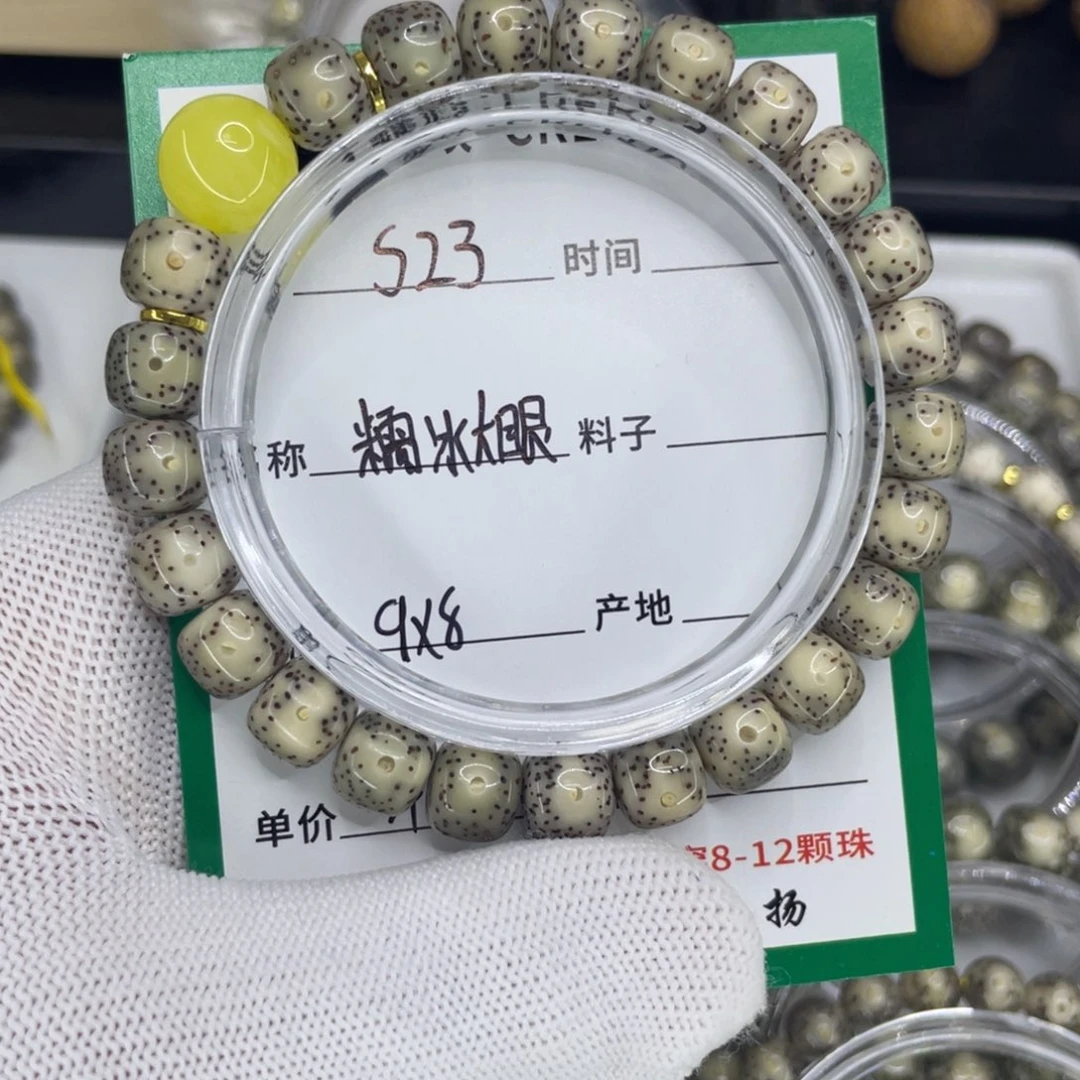 S23 时间
称 糯冰大眼 料子
9x8 产地
单价
8-12颗珠
扬